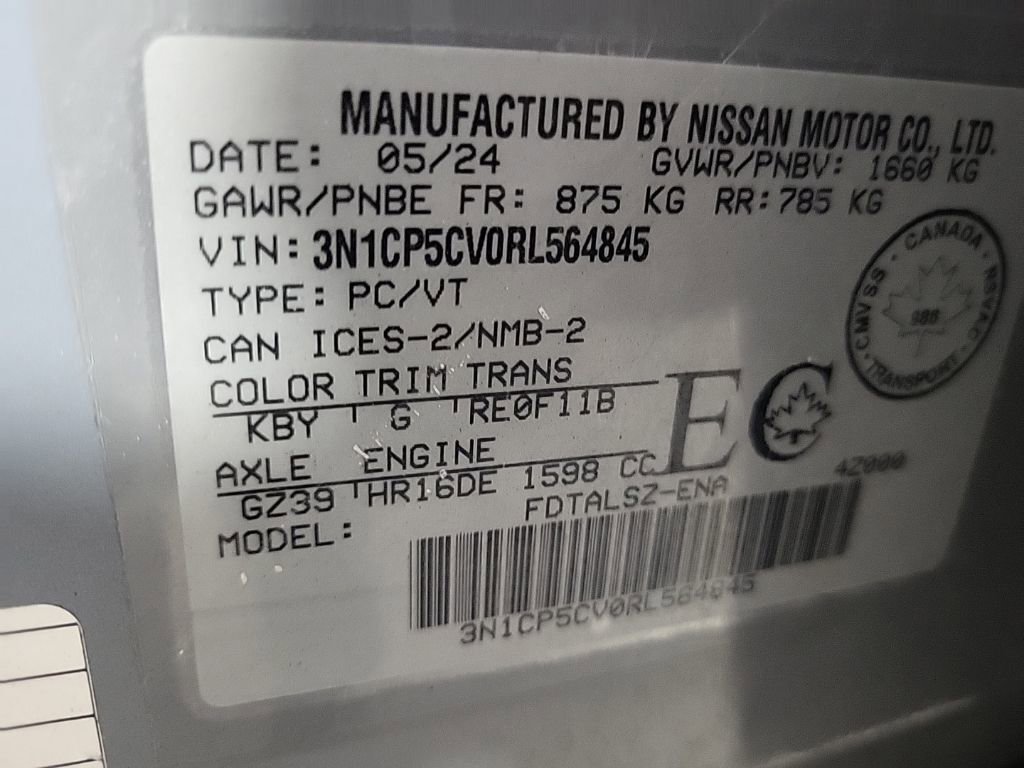 MANUFACTURED BY NISSAN MOTOR CO., LTD.
DATE: 05/24 GVWR/PNBV: 1660 KG
GAWR/PNBE FR: 875 KG RR: 785 KG
VIN: 3N1CP5CV0RL564845
TYPE: PC/VT
CAN ICES-2/NMB-2
COLOR TRIM TRANS
KBY G RE0F11B
AXLE ENGINE
GZ39 HR16DE 1598 CC
EC
4Z000
MODEL: FDTALSZ-ENA
3N1CP5CV0RL564845
CANADA
CMVSS NSVAC
TRANSPORT